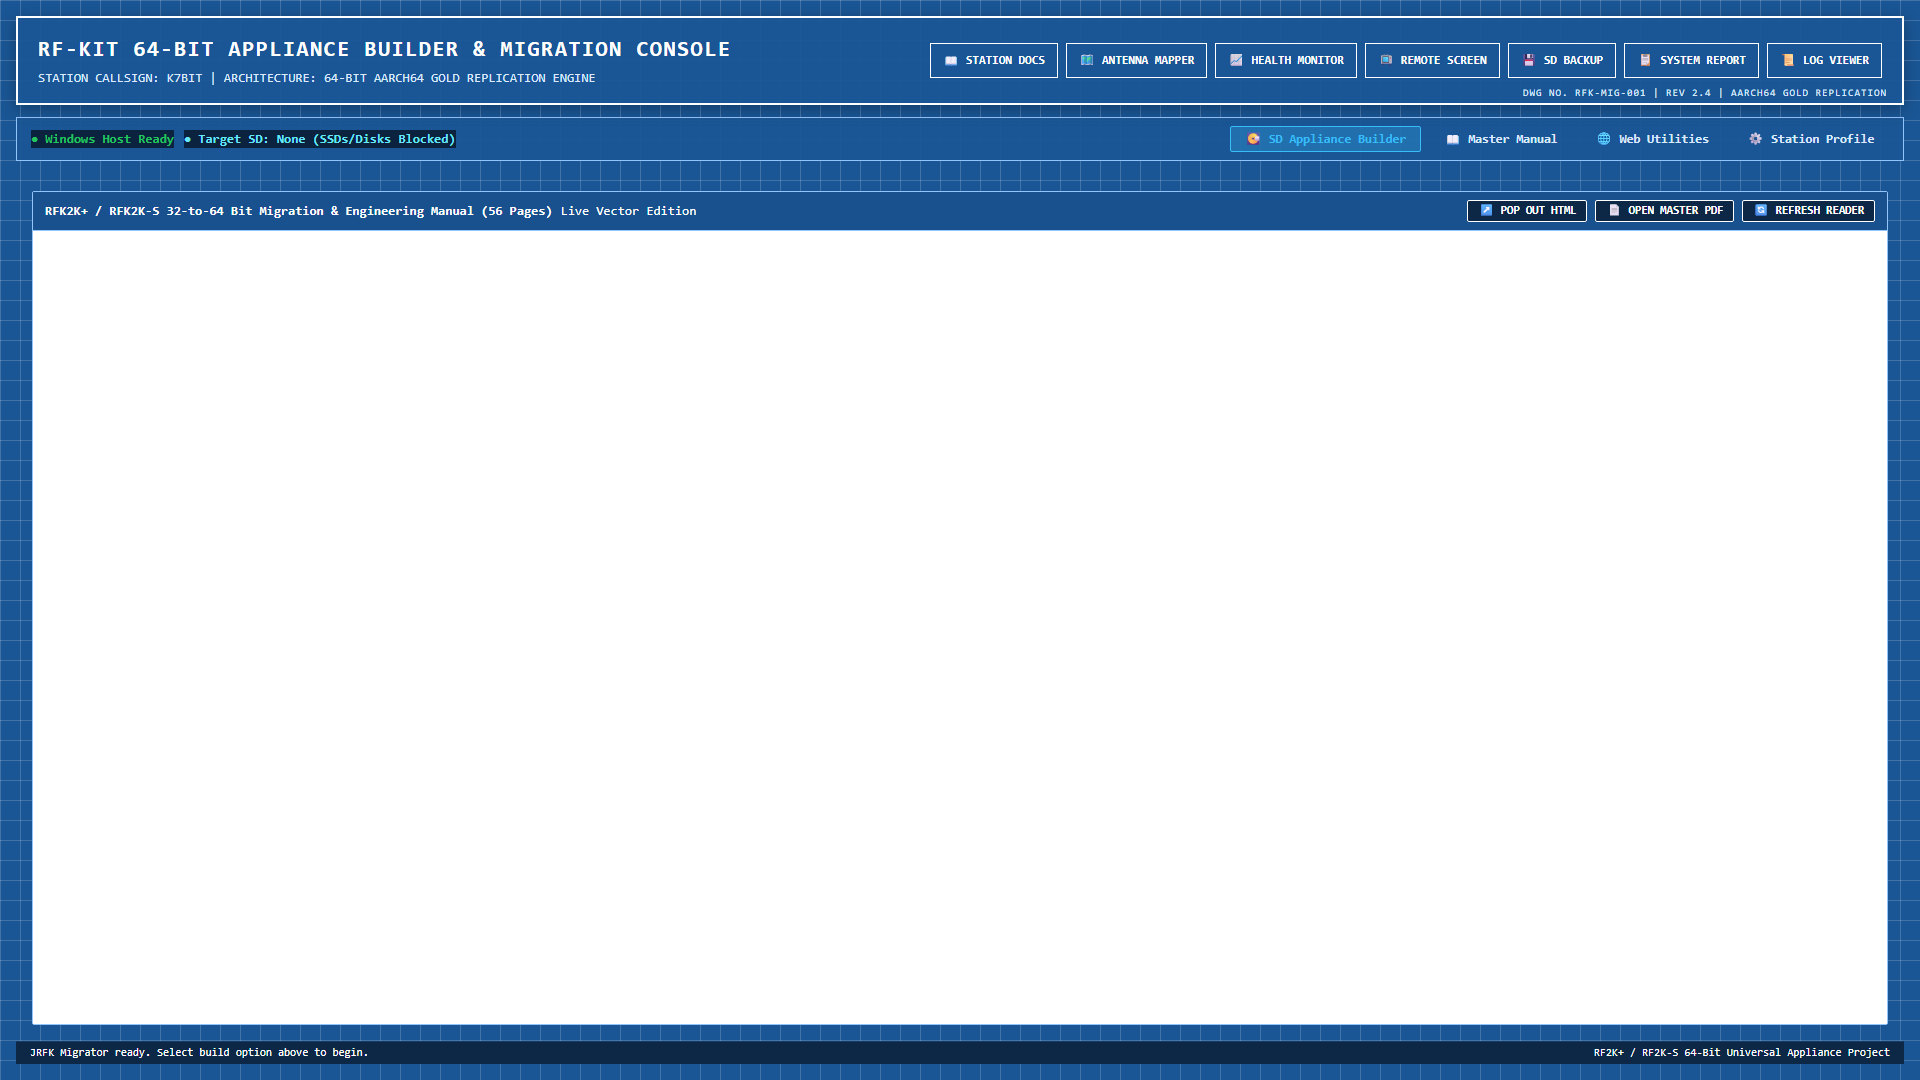 RF-KIT 64-BIT APPLIANCE BUILDER & MIGRATION CONSOLE
STATION CALLSIGN: K7BIT | ARCHITECTURE: 64-BIT AARCH64 GOLD REPLICATION ENGINE
STATION DOCS
ANTENNA MAPPER
HEALTH MONITOR
REMOTE SCREEN
SD BACKUP
SYSTEM REPORT
LOG VIEWER
DWG NO. RFK-MIG-001 | REV 2.4 | AARCH64 GOLD REPLICATION
● Windows Host Ready
● Target SD: None (SSDs/Disks Blocked)
SD Appliance Builder
Master Manual
Web Utilities
Station Profile
RFK2K+ / RFK2K-S 32-to-64 Bit Migration & Engineering Manual (56 Pages) Live Vector Edition
POP OUT HTML
OPEN MASTER PDF
REFRESH READER
JRFK Migrator ready. Select build option above to begin.
RF2K+ / RF2K-S 64-Bit Universal Appliance Project